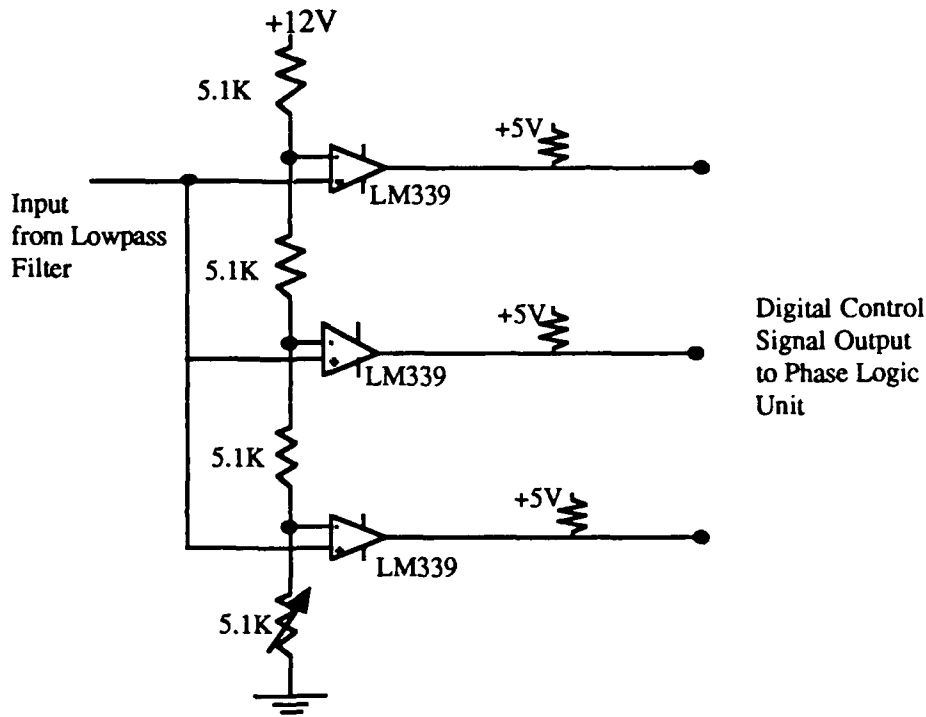 +12V
5.1K
+5V
LM339
Input
from Lowpass
Filter
5.1K
+5V
LM339
Digital Control
Signal Output
to Phase Logic
Unit
5.1K
+5V
LM339
5.1K